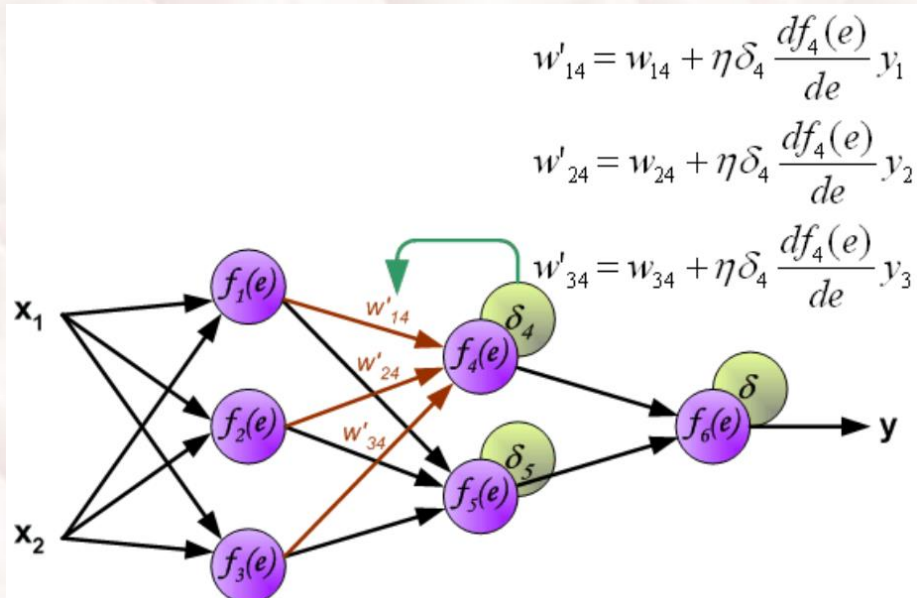 w'₁₄ = w₁₄ + ηδ₄ df₄(e)/de y₁
w'₂₄ = w₂₄ + ηδ₄ df₄(e)/de y₂
w'₃₄ = w₃₄ + ηδ₄ df₄(e)/de y₃
x₁
f₁(e)
w'₁₄
δ₄
f₄(e)
w'₂₄
f₂(e)
w'₃₄
δ
f₆(e)
y
δ₅
f₅(e)
x₂
f₃(e)